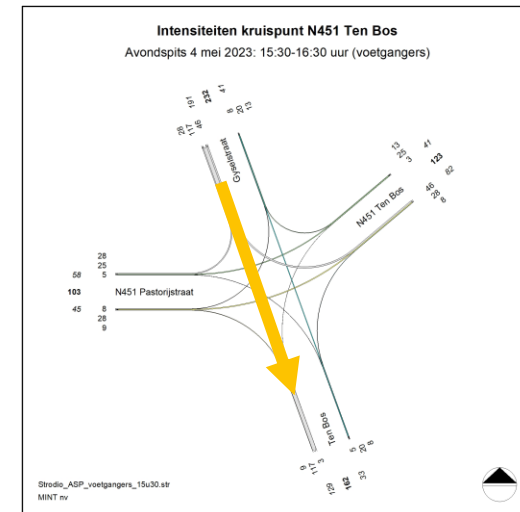 Intensiteiten kruispunt N451 Ten Bos
Avondspits 4 mei 2023: 15:30-16:30 uur (voetgangers)
191 232 41
28 117 46 8 20 13
Gyselstraat
13 25 3 41
123
46 28 8 82
N451 Ten Bos
28
58 25
5
103 N451 Pastorijstraat
45 8
28
9
Ten Bos
9 117 3 5 20 8
129 162 33
Strodio_ASP_voetgangers_15u30.str
MINT nv